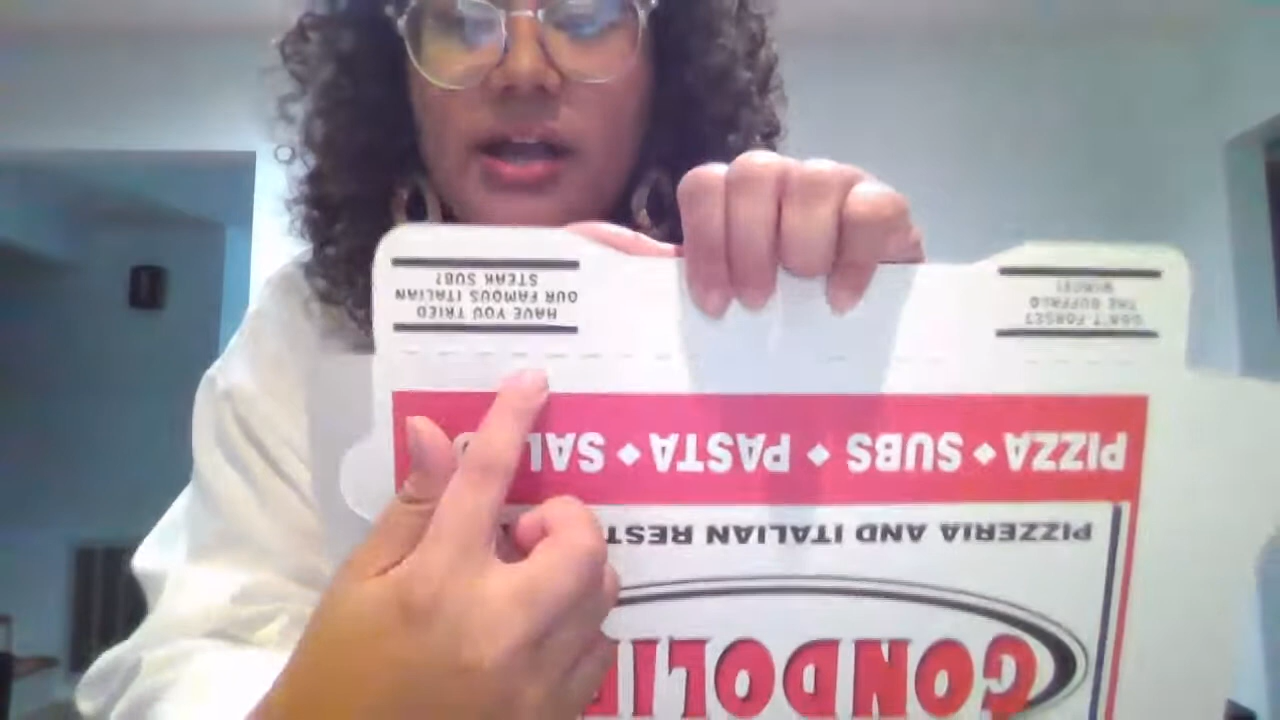 GONDOLI
PIZZERIA AND ITALIAN REST
PIZZA ◆ SUBS ◆ PASTA ◆ SAL
DON'T FORGET
THE BUFFALO
WINGS!
HAVE YOU TRIED
OUR FAMOUS ITALIAN
STEAK SUB?